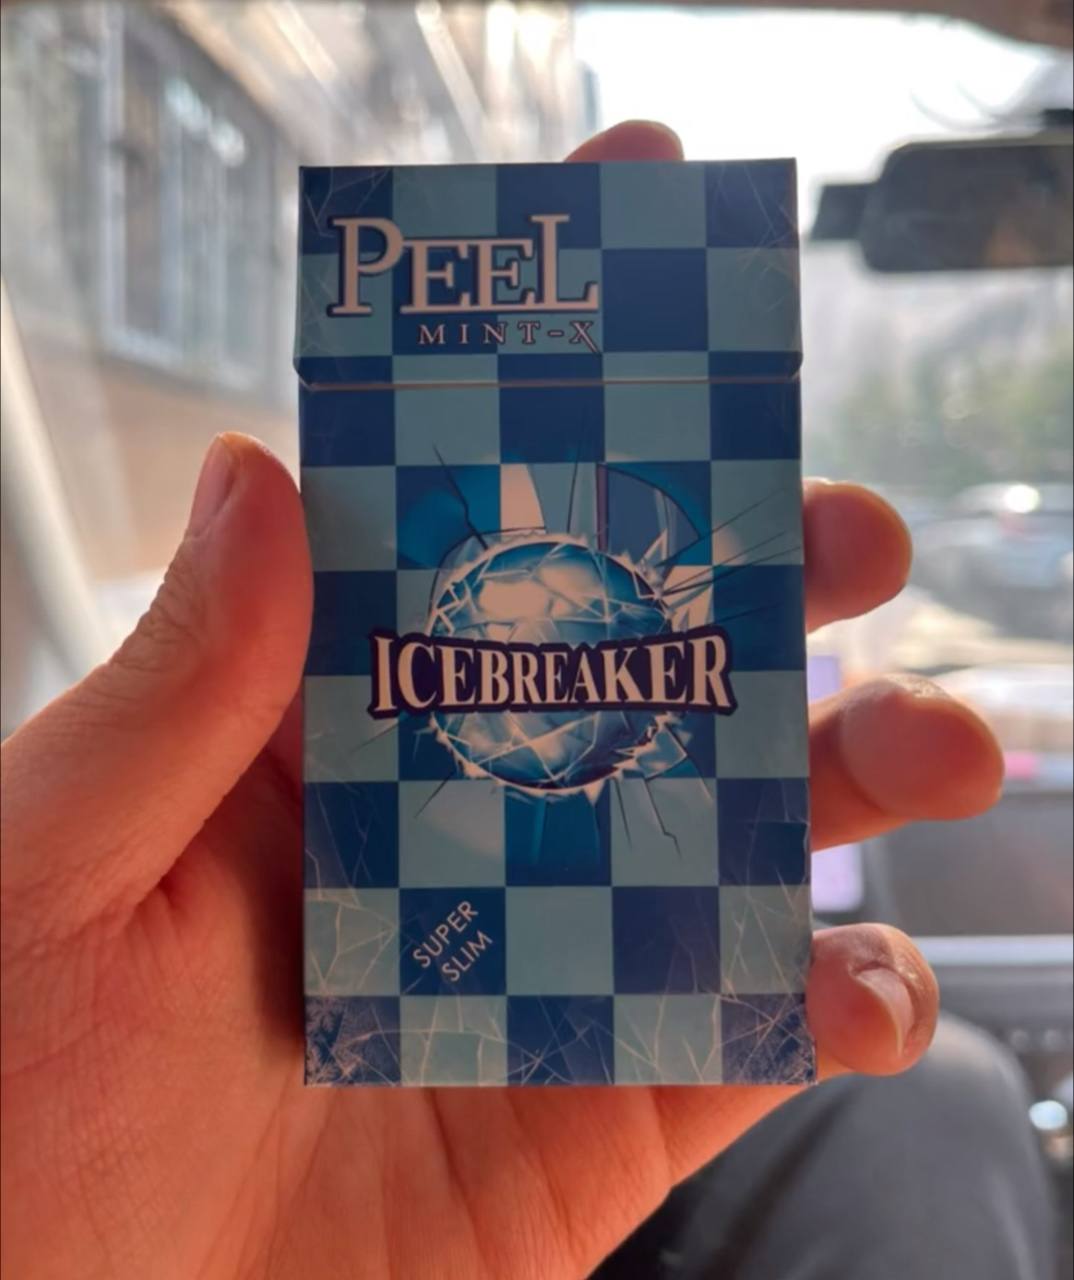 PEEL
MINT-X
ICEBREAKER
SUPER
SLIM